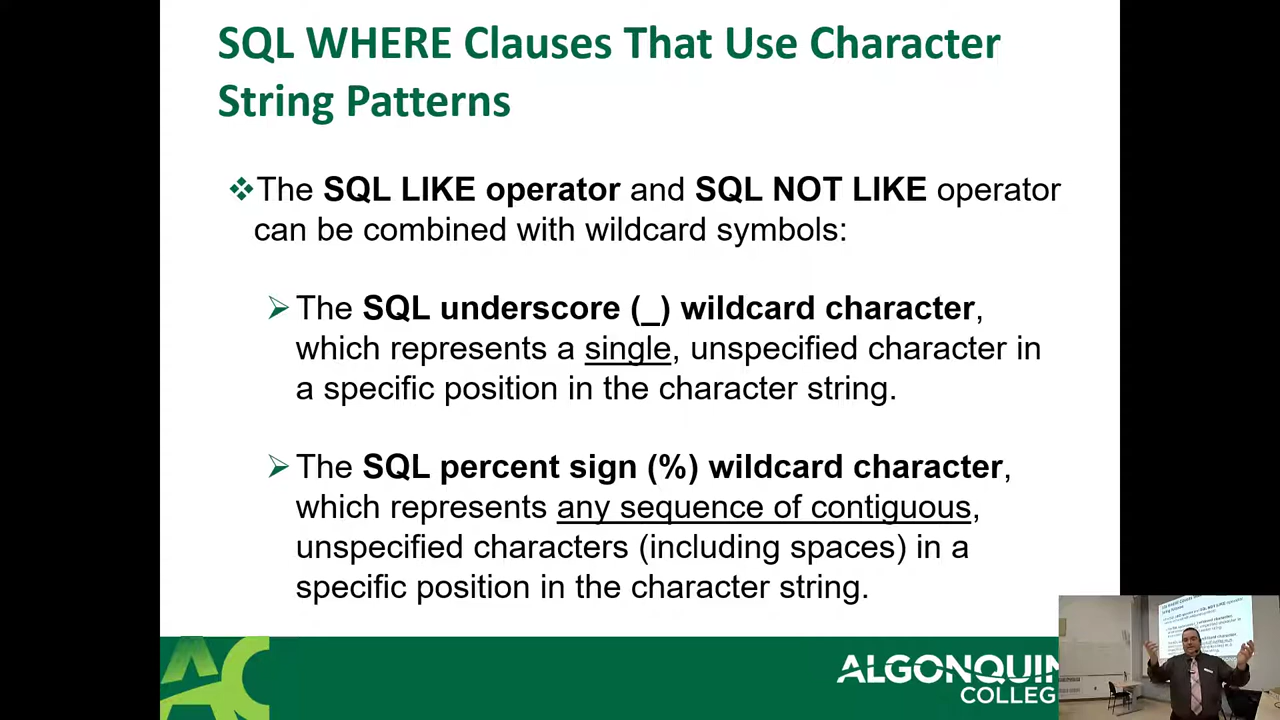 SQL WHERE Clauses That Use Character
String Patterns
The SQL LIKE operator and SQL NOT LIKE operator
can be combined with wildcard symbols:
The SQL underscore (_) wildcard character,
which represents a single, unspecified character in
a specific position in the character string.
The SQL percent sign (%) wildcard character,
which represents any sequence of contiguous,
unspecified characters (including spaces) in a
specific position in the character string.
AC
ALGONQUIN
COLLEGE